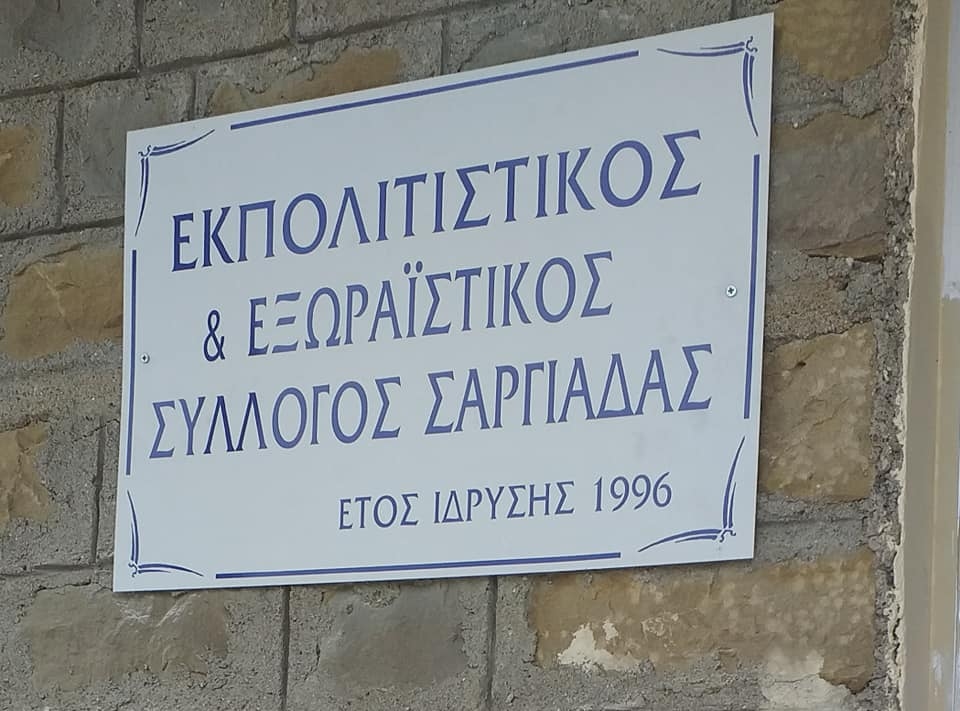 ΕΚΠΟΛΙΤΙΣΤΙΚΟΣ
& ΕΞΩΡΑΪΣΤΙΚΟΣ
ΣΥΛΛΟΓΟΣ ΣΑΡΓΙΑΔΑΣ
ΕΤΟΣ ΙΔΡΥΣΗΣ 1996